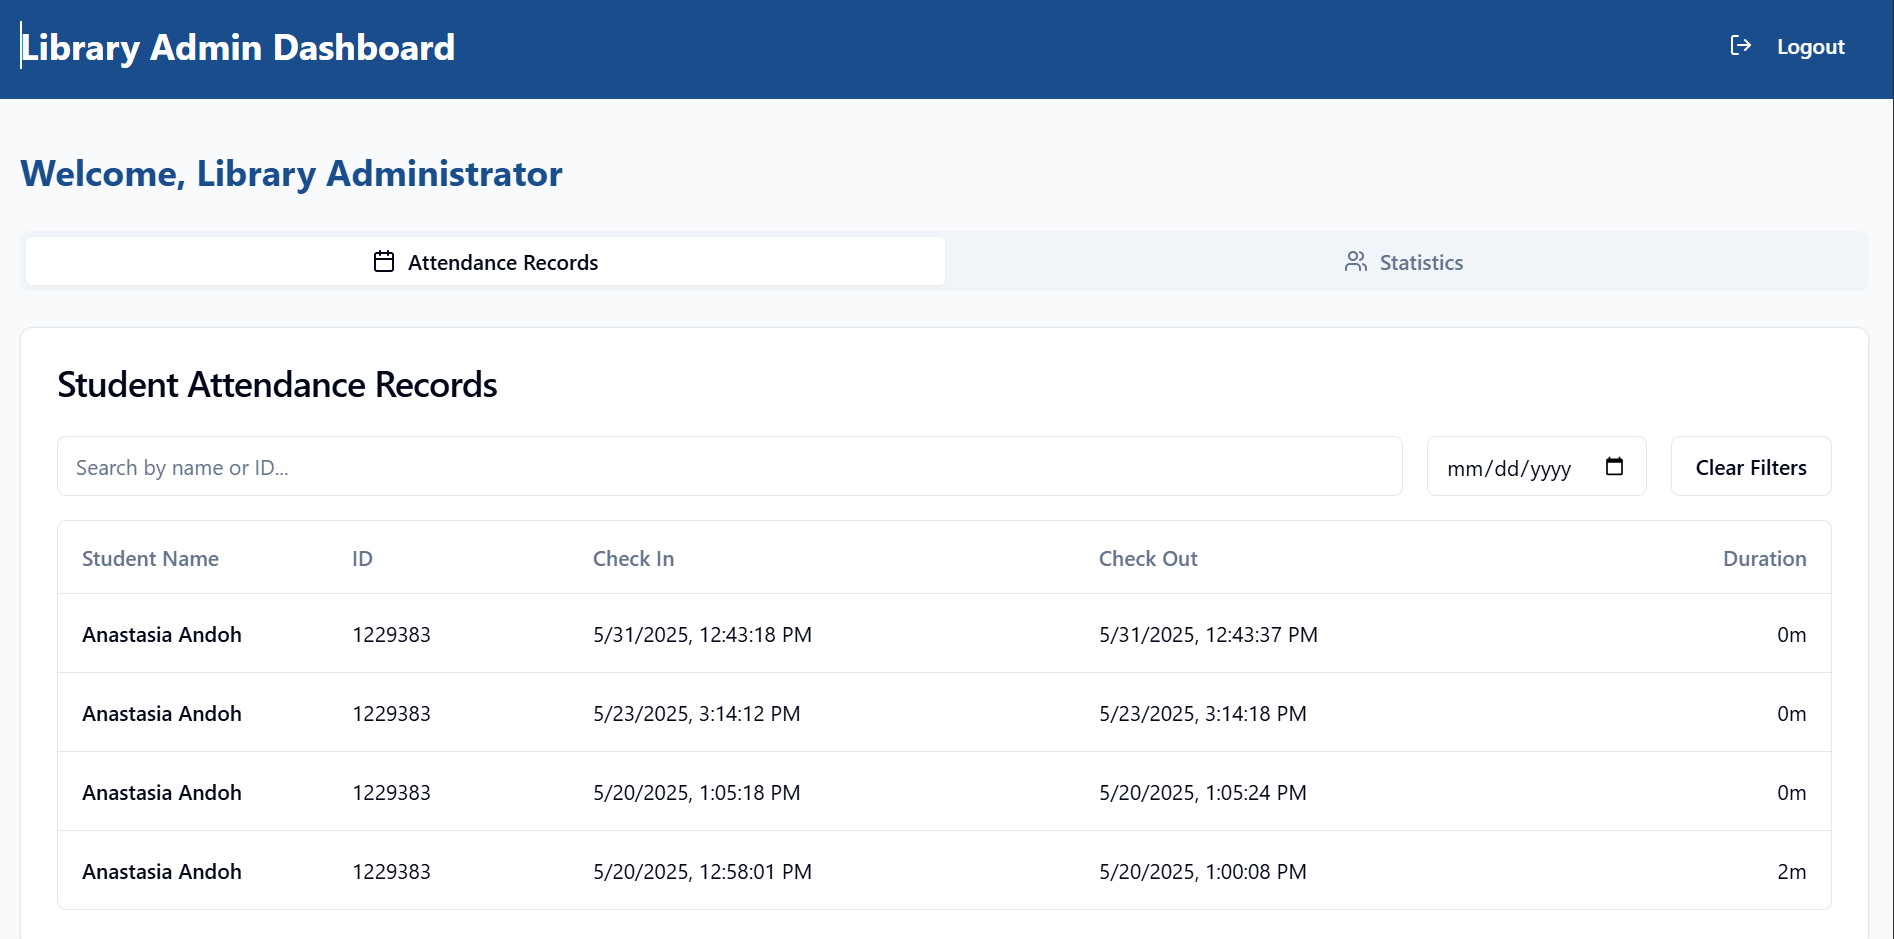 Library Admin Dashboard
Logout
Welcome, Library Administrator
Attendance Records
Statistics
Student Attendance Records
Search by name or ID...
mm/dd/yyyy
Clear Filters
Student Name ID Check In Check Out Duration
Anastasia Andoh 1229383 5/31/2025, 12:43:18 PM 5/31/2025, 12:43:37 PM 0m
Anastasia Andoh 1229383 5/23/2025, 3:14:12 PM 5/23/2025, 3:14:18 PM 0m
Anastasia Andoh 1229383 5/20/2025, 1:05:18 PM 5/20/2025, 1:05:24 PM 0m
Anastasia Andoh 1229383 5/20/2025, 12:58:01 PM 5/20/2025, 1:00:08 PM 2m